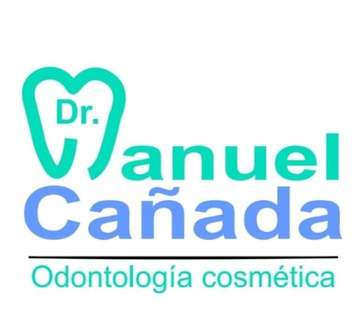 Dr.
Manuel
Cañada
Odontología cosmética